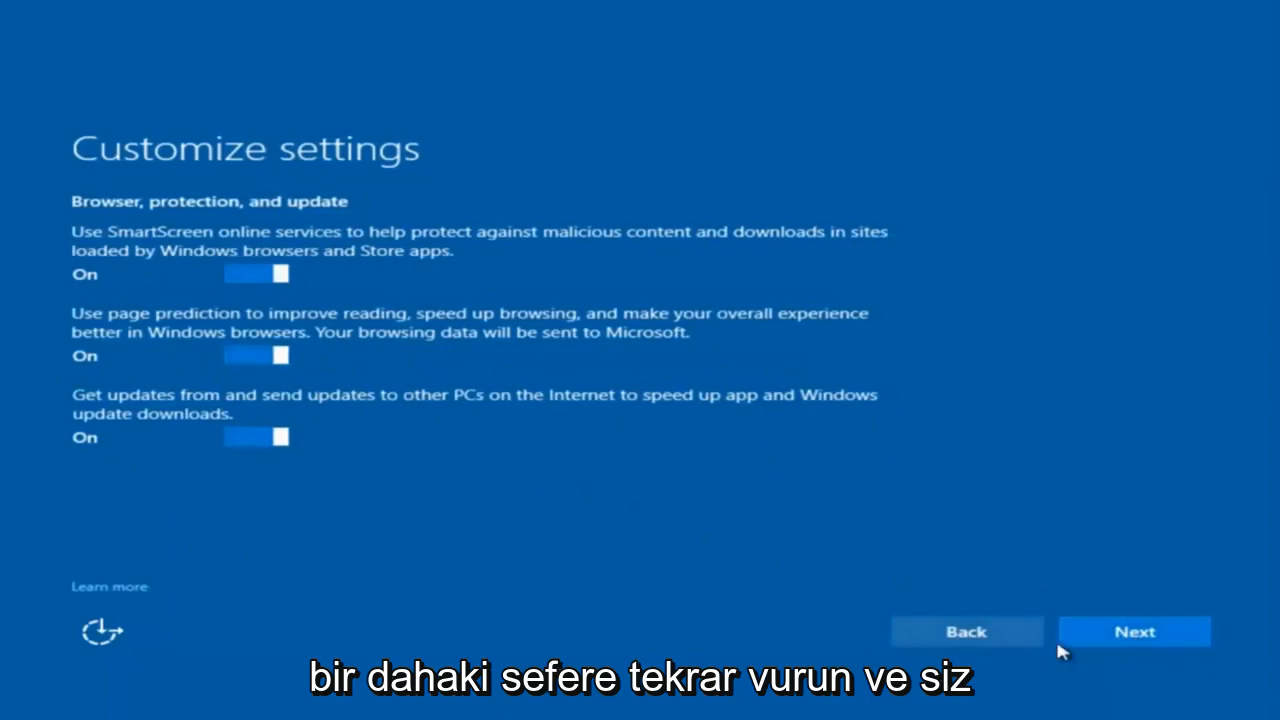 Customize settings
Browser, protection, and update
Use SmartScreen online services to help protect against malicious content and downloads in sites
loaded by Windows browsers and Store apps.
On
Use page prediction to improve reading, speed up browsing, and make your overall experience
better in Windows browsers. Your browsing data will be sent to Microsoft.
On
Get updates from and send updates to other PCs on the Internet to speed up app and Windows
update downloads.
On
Learn more
Back
Next
bir dahaki sefere tekrar vurun ve siz